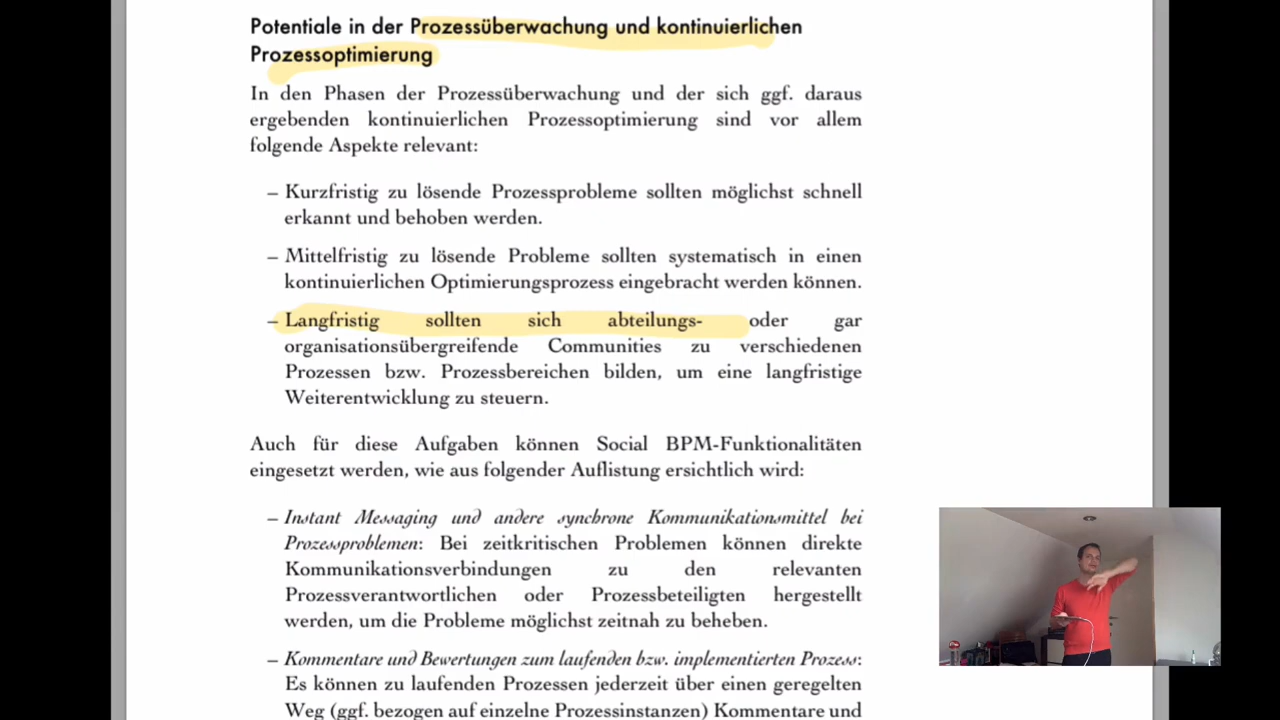 Potentiale in der Prozessüberwachung und kontinuierlichen
Prozessoptimierung
In den Phasen der Prozessüberwachung und der sich ggf. daraus
ergebenden kontinuierlichen Prozessoptimierung sind vor allem
folgende Aspekte relevant:
– Kurzfristig zu lösende Prozessprobleme sollten möglichst schnell
erkannt und behoben werden.
– Mittelfristig zu lösende Probleme sollten systematisch in einen
kontinuierlichen Optimierungsprozess eingebracht werden können.
– Langfristig sollten sich abteilungs- oder gar
organisationsübergreifende Communities zu verschiedenen
Prozessen bzw. Prozessbereichen bilden, um eine langfristige
Weiterentwicklung zu steuern.
Auch für diese Aufgaben können Social BPM-Funktionalitäten
eingesetzt werden, wie aus folgender Auflistung ersichtlich wird:
– Instant Messaging und andere synchrone Kommunikationsmittel bei
Prozessproblemen: Bei zeitkritischen Problemen können direkte
Kommunikationsverbindungen zu den relevanten
Prozessverantwortlichen oder Prozessbeteiligten hergestellt
werden, um die Probleme möglichst zeitnah zu beheben.
– Kommentare und Bewertungen zum laufenden bzw. implementierten Prozess:
Es können zu laufenden Prozessen jederzeit über einen geregelten
Weg (ggf. bezogen auf einzelne Prozessinstanzen) Kommentare und